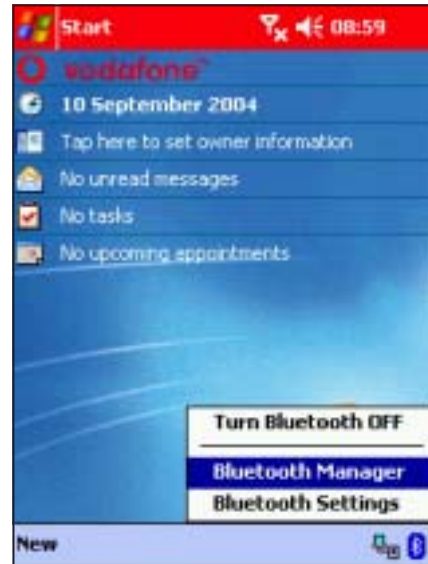 Start 08:59
vodafone™
10 September 2004
Tap here to set owner information
No unread messages
No tasks
No upcoming appointments
Turn Bluetooth OFF
Bluetooth Manager
Bluetooth Settings
New